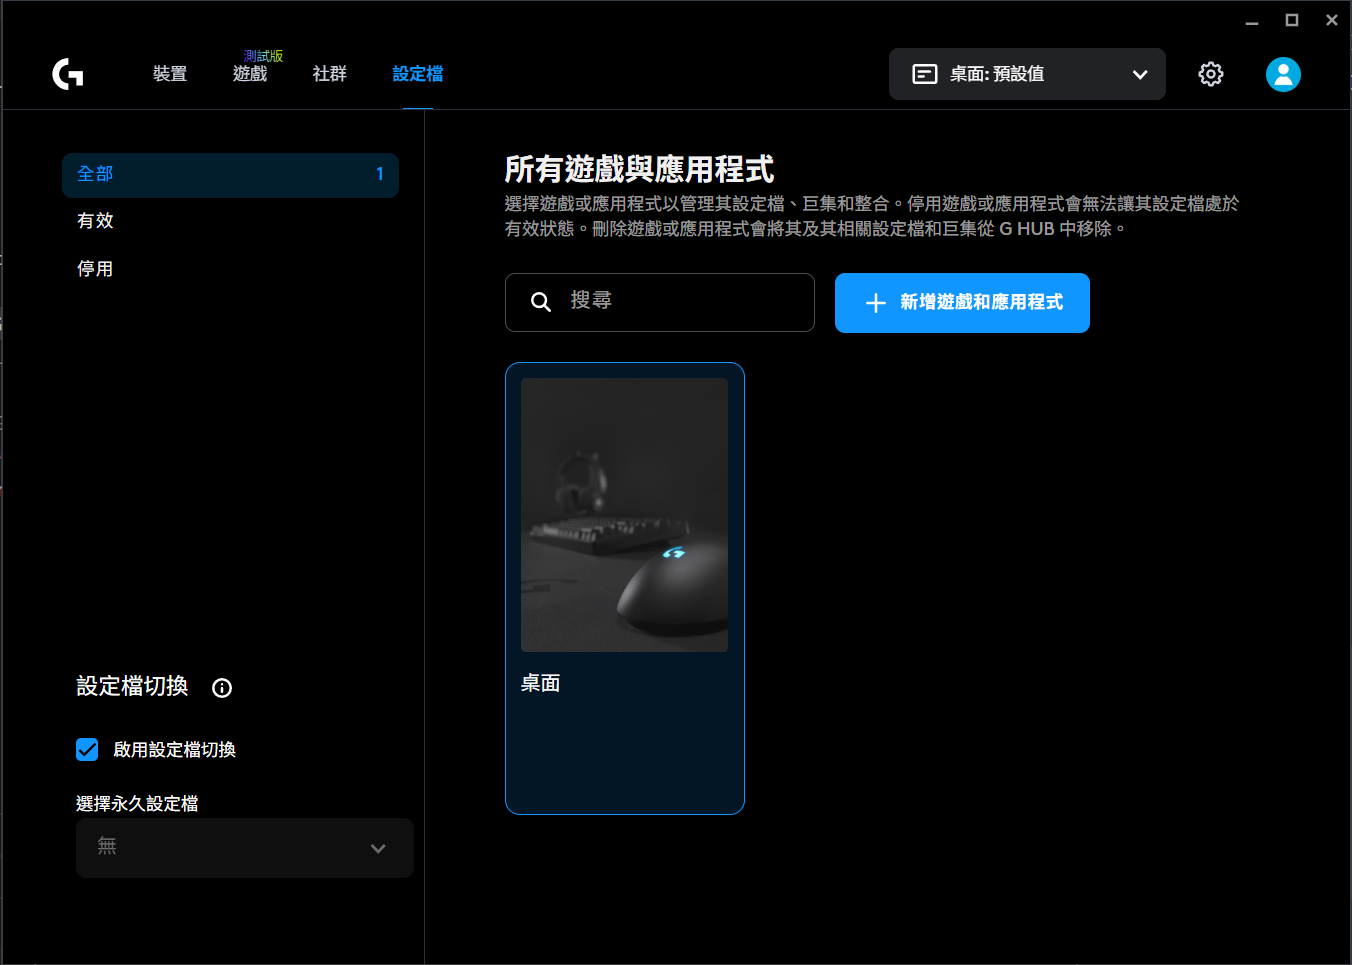 裝置
測試版
遊戲
社群
設定檔
桌面: 預設值
全部
1
有效
停用
所有遊戲與應用程式
選擇遊戲或應用程式以管理其設定檔、巨集和整合。停用遊戲或應用程式會無法讓其設定檔處於
有效狀態。刪除遊戲或應用程式會將其及其相關設定檔和巨集從 G HUB 中移除。
搜尋
新增遊戲和應用程式
桌面
設定檔切換
啟用設定檔切換
選擇永久設定檔
無